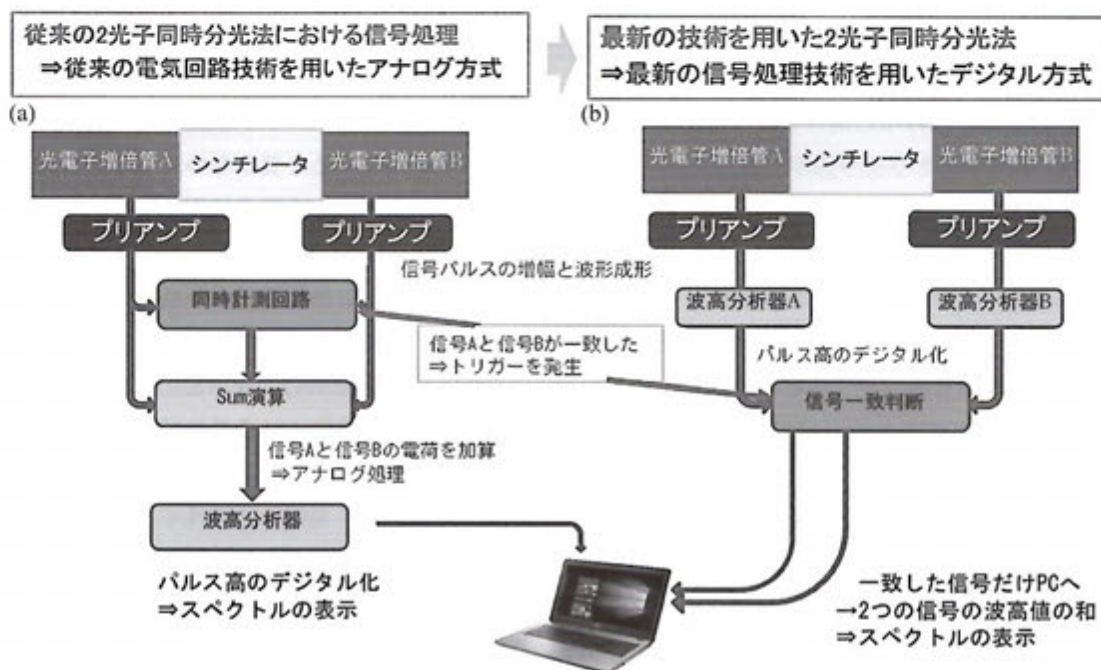 従来の2光子同時分光法における信号処理
⇒従来の電気回路技術を用いたアナログ方式
最新の技術を用いた2光子同時分光法
⇒最新の信号処理技術を用いたデジタル方式
(a)
光電子増倍管A
シンチレータ
光電子増倍管B
プリアンプ
プリアンプ
信号パルスの増幅と波形成形
同時計測回路
信号Aと信号Bが一致した
⇒トリガーを発生
Sum演算
信号Aと信号Bの電荷を加算
⇒アナログ処理
波高分析器
パルス高のデジタル化
⇒スペクトルの表示
(b)
光電子増倍管A
シンチレータ
光電子増倍管B
プリアンプ
プリアンプ
波高分析器A
波高分析器B
パルス高のデジタル化
信号一致判断
一致した信号だけPCへ
→2つの信号の波高値の和
⇒スペクトルの表示